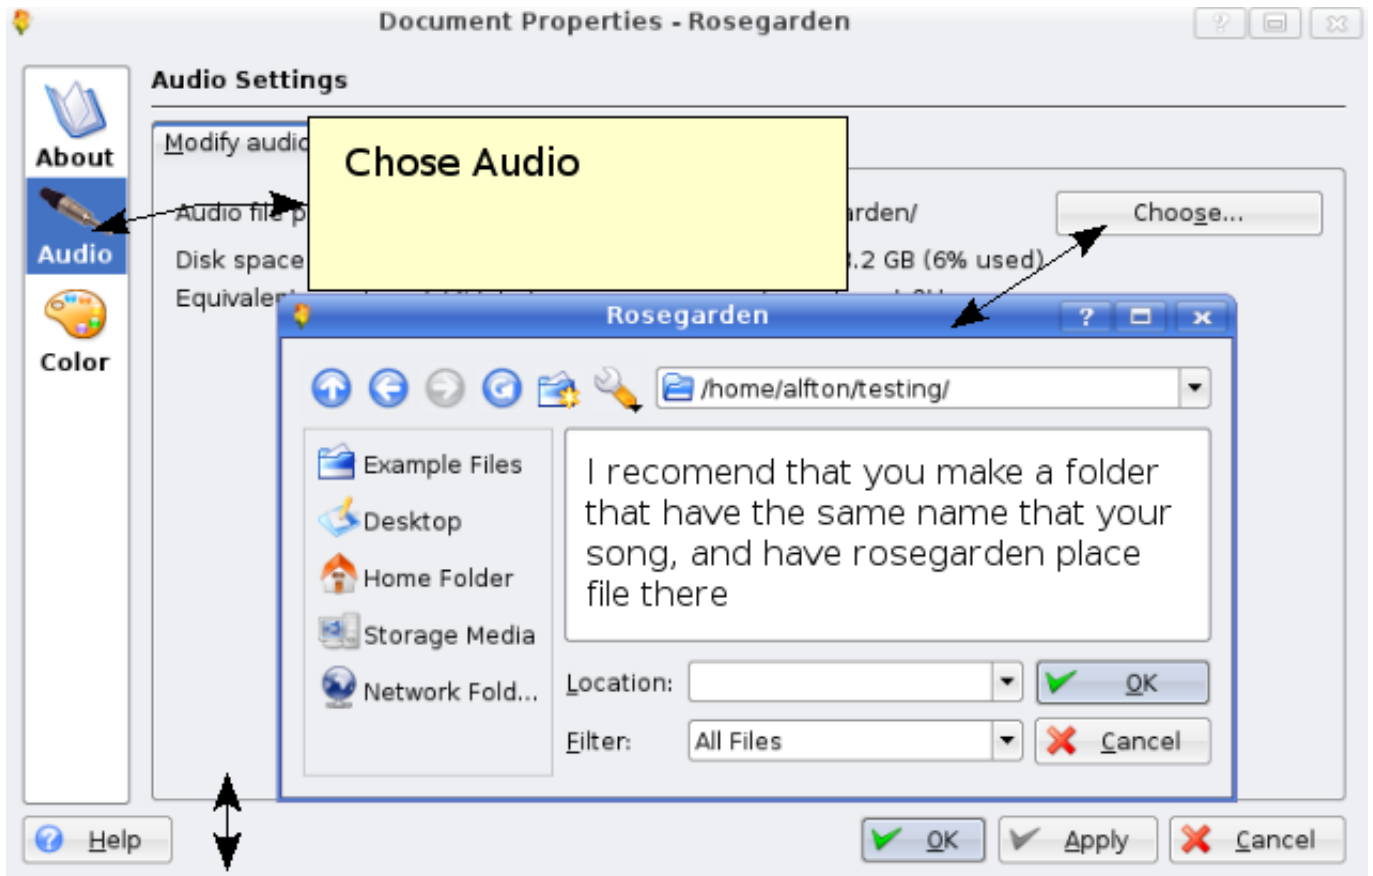 Document Properties - Rosegarden
Audio Settings
About
Audio
Color
Modify audio
Chose Audio
Audio file p
arden/
Choose...
Disk space
.2 GB (6% used)
Rosegarden
/home/alfton/testing/
Example Files
Desktop
Home Folder
Storage Media
Network Fold...
I recomend that you make a folder
that have the same name that your
song, and have rosegarden place
file there
Location:
OK
Filter:
All Files
Cancel
Help
OK
Apply
Cancel